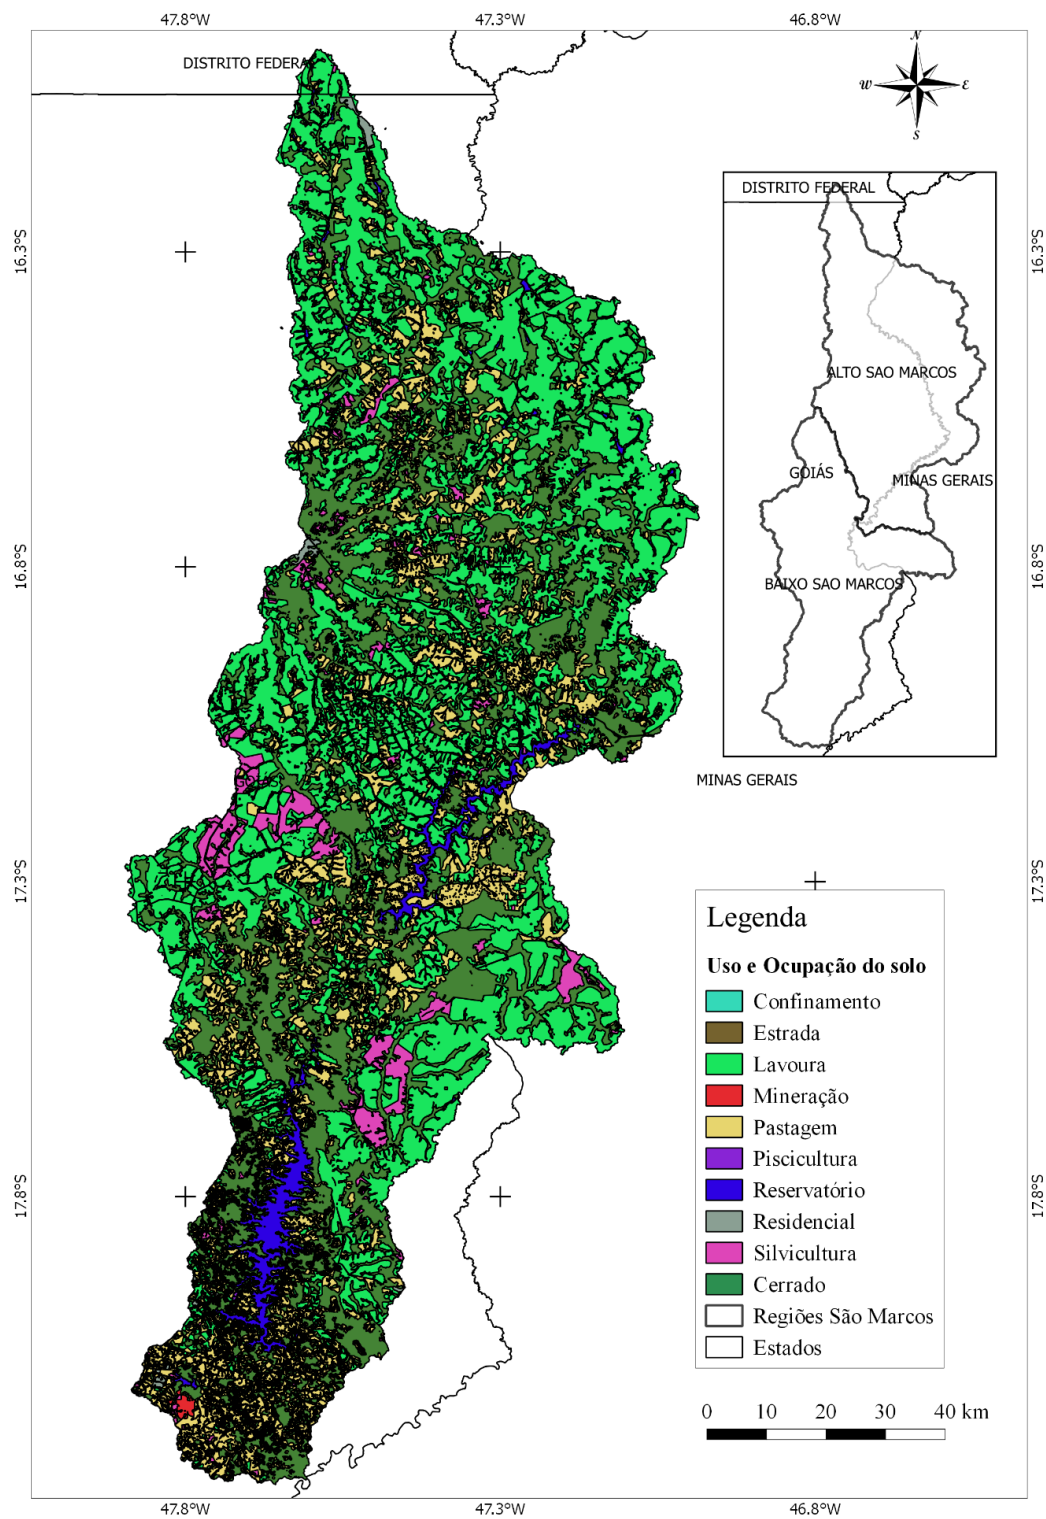 47.8°W 47.3°W 46.8°W
DISTRITO FEDERAL
N
W E
S
DISTRITO FEDERAL
16.3°S 16.3°S
ALTO SAO MARCOS
GOIÁS
MINAS GERAIS
16.8°S 16.8°S
BAIXO SAO MARCOS
MINAS GERAIS
17.3°S 17.3°S
Legenda
Uso e Ocupação do solo
Confinamento
Estrada
Lavoura
Mineração
Pastagem
Piscicultura
Reservatório
Residencial
Silvicultura
Cerrado
Regiões São Marcos
Estados
17.8°S 17.8°S
0 10 20 30 40 km
47.8°W 47.3°W 46.8°W